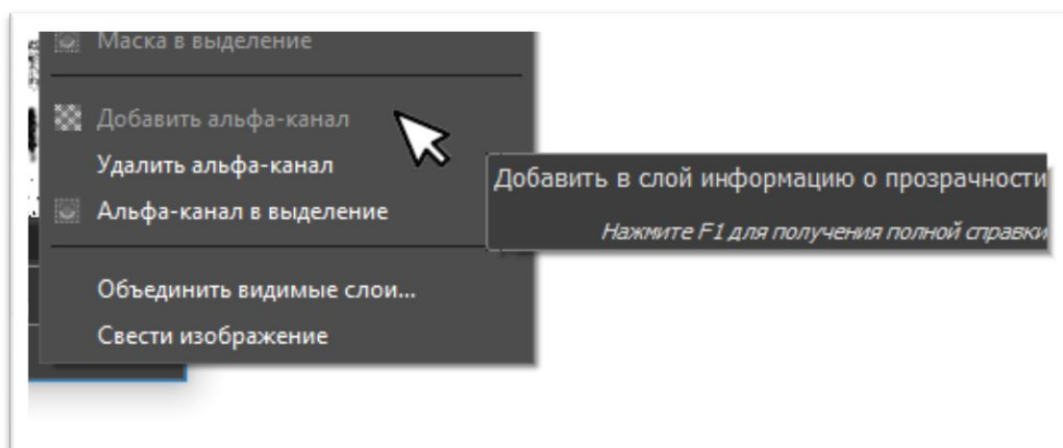 Маска в выделение
Добавить альфа-канал
Удалить альфа-канал
Альфа-канал в выделение
Добавить в слой информацию о прозрачности
Нажмите F1 для получения полной справки
Объединить видимые слои...
Свести изображение